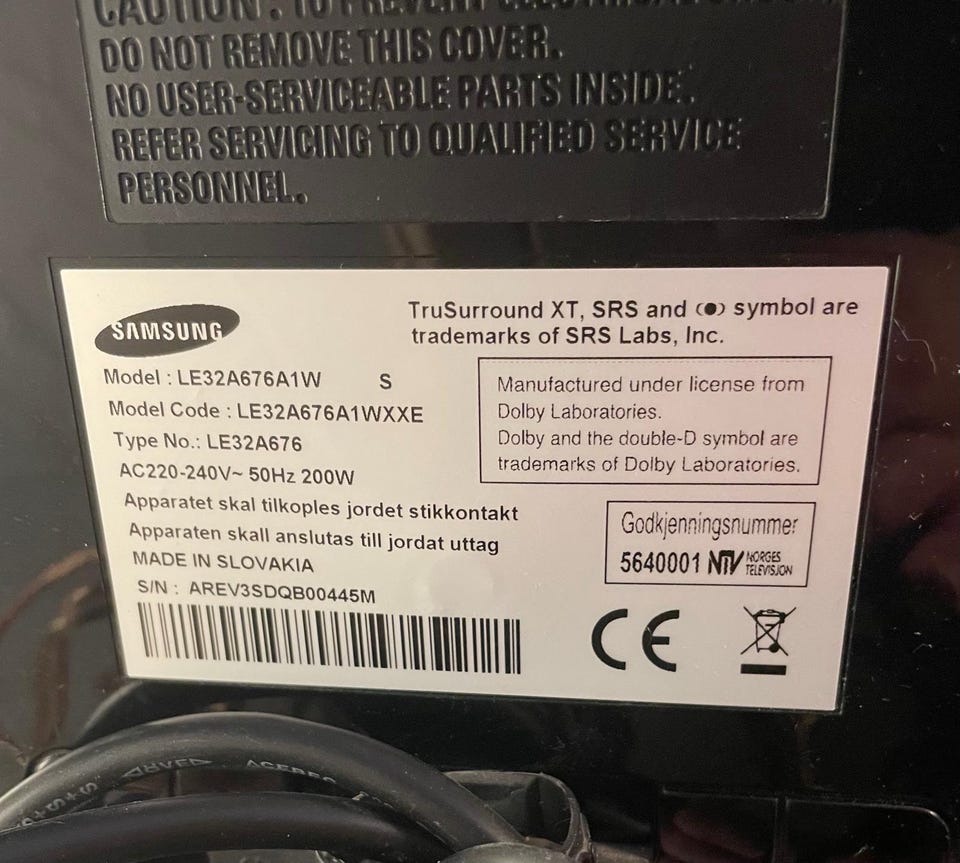 CAUTION : TO PREVENT ELECTRICAL
DO NOT REMOVE THIS COVER.
NO USER-SERVICEABLE PARTS INSIDE.
REFER SERVICING TO QUALIFIED SERVICE
PERSONNEL.
SAMSUNG
TruSurround XT, SRS and (●) symbol are
trademarks of SRS Labs, Inc.
Model : LE32A676A1W S
Model Code : LE32A676A1WXXE
Type No.: LE32A676
AC220-240V~ 50Hz 200W
Apparatet skal tilkoples jordet stikkontakt
Apparaten skall anslutas till jordat uttag
MADE IN SLOVAKIA
S/N : AREV3SDQB00445M
Manufactured under license from
Dolby Laboratories.
Dolby and the double-D symbol are
trademarks of Dolby Laboratories.
Godkjenningsnummer
5640001 NTV NORGES
TELEVISJON
CE